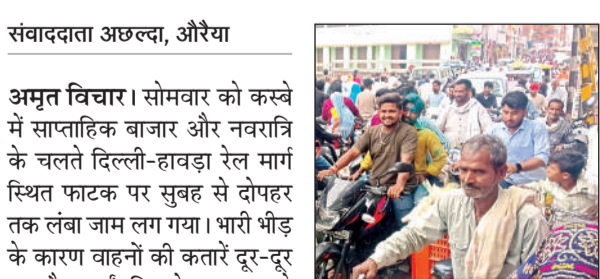 संवाददाता अछल्दा, औरैया
अमृत विचार। सोमवार को कस्बे
में साप्ताहिक बाजार और नवरात्रि
के चलते दिल्ली-हावड़ा रेल मार्ग
स्थित फाटक पर सुबह से दोपहर
तक लंबा जाम लग गया। भारी भीड़
के कारण वाहनों की कतारें दूर-दूर